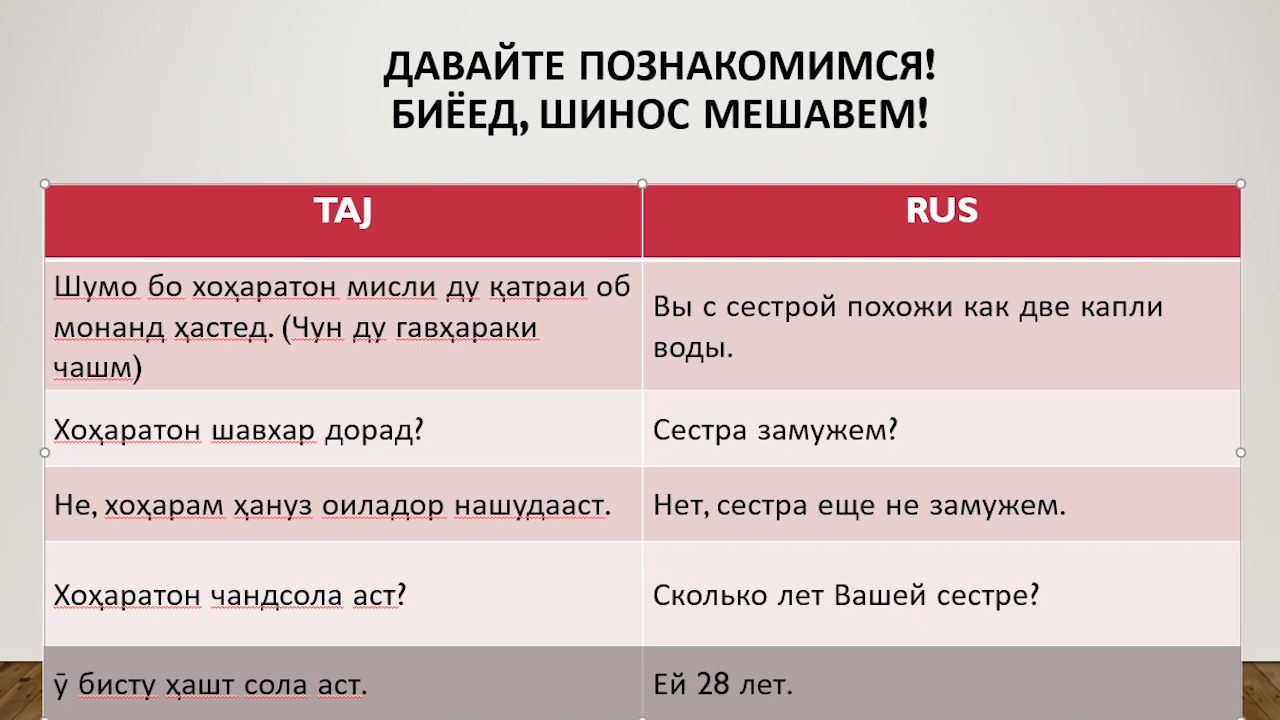 ДАВАЙТЕ ПОЗНАКОМИМСЯ!
БИЁЕД, ШИНОС МЕШАВЕМ!
TAJ
RUS
Шумо бо хоҳаратон мисли ду қатраи об
монанд ҳастед. (Чун ду гавҳараки
чашм)
Вы с сестрой похожи как две капли
воды.
Хоҳаратон шавхар дорад?
Сестра замужем?
Не, хоҳарам ҳануз оиладор нашудааст.
Нет, сестра еще не замужем.
Хоҳаратон чандсола аст?
Сколько лет Вашей сестре?
ӯ бисту ҳашт сола аст.
Ей 28 лет.